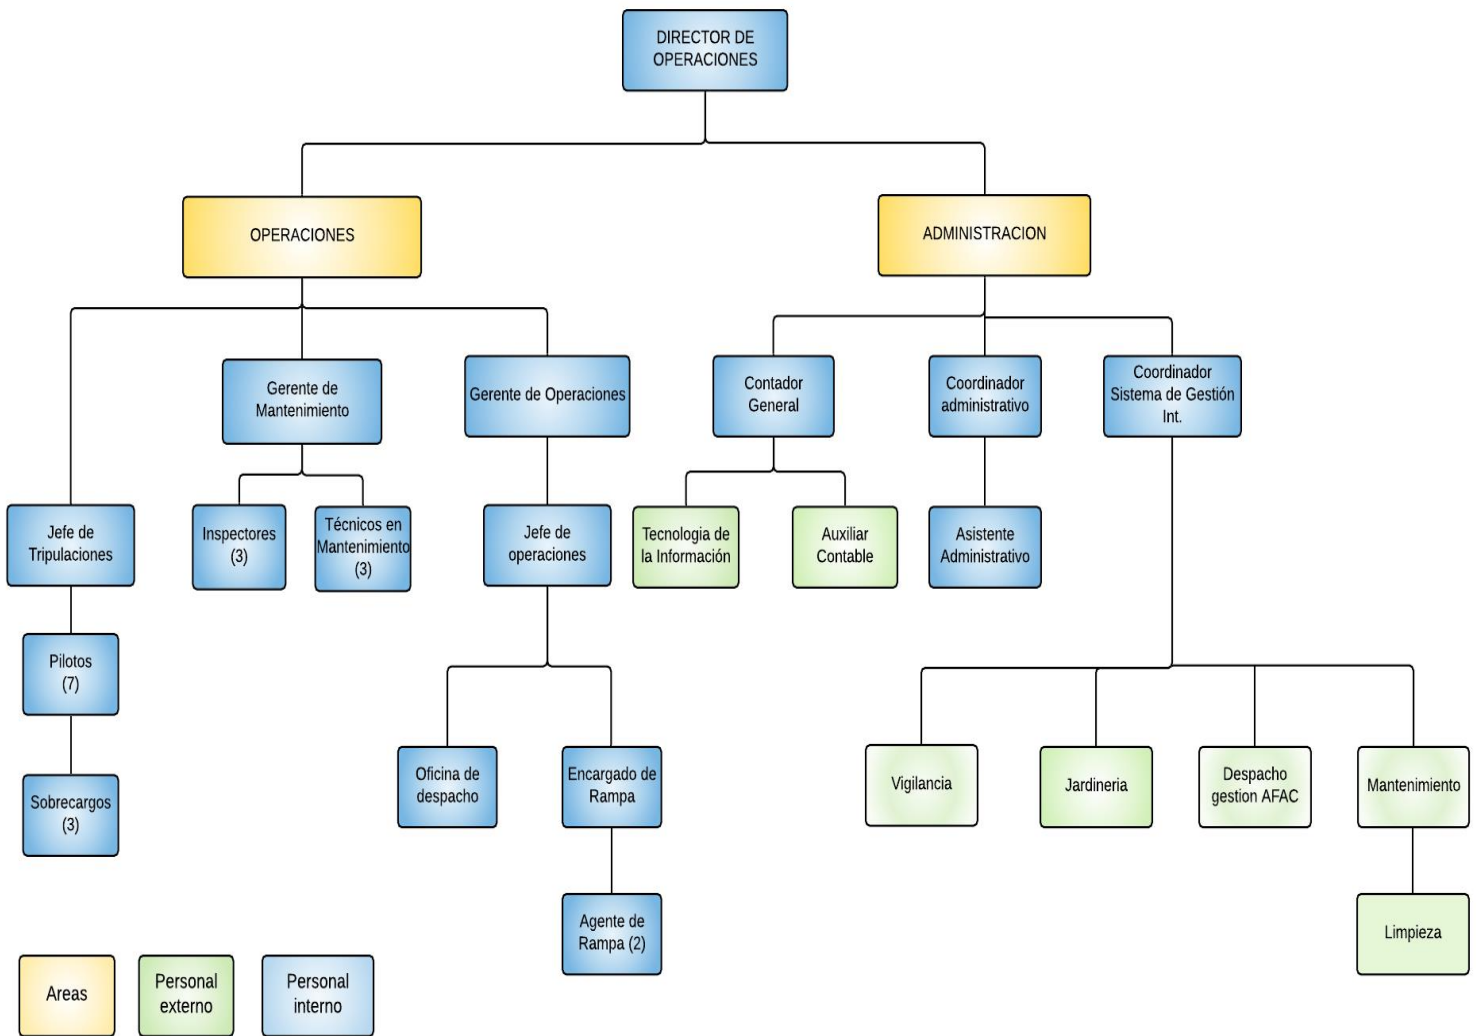 DIRECTOR DE
OPERACIONES
OPERACIONES
ADMINISTRACION
Gerente de
Mantenimiento
Gerente de Operaciones
Contador
General
Coordinador
administrativo
Coordinador
Sistema de Gestión
Int.
Jefe de
Tripulaciones
Inspectores
(3)
Técnicos en
Mantenimiento
(3)
Jefe de
operaciones
Tecnologia de
la Información
Auxiliar
Contable
Asistente
Administrativo
Pilotos
(7)
Sobrecargos
(3)
Oficina de
despacho
Encargado de
Rampa
Vigilancia
Jardineria
Despacho
gestion AFAC
Mantenimiento
Agente de
Rampa (2)
Limpieza
Areas
Personal
externo
Personal
interno